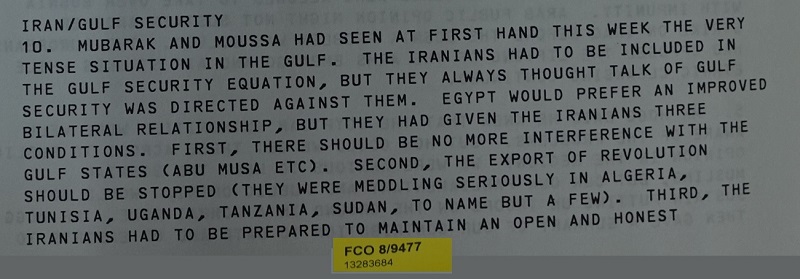 IRAN/GULF SECURITY
10. MUBARAK AND MOUSSA HAD SEEN AT FIRST HAND THIS WEEK THE VERY
TENSE SITUATION IN THE GULF. THE IRANIANS HAD TO BE INCLUDED IN
THE GULF SECURITY EQUATION, BUT THEY ALWAYS THOUGHT TALK OF GULF
SECURITY WAS DIRECTED AGAINST THEM. EGYPT WOULD PREFER AN IMPROVED
BILATERAL RELATIONSHIP, BUT THEY HAD GIVEN THE IRANIANS THREE
CONDITIONS. FIRST, THERE SHOULD BE NO MORE INTERFERENCE WITH THE
GULF STATES (ABU MUSA ETC). SECOND, THE EXPORT OF REVOLUTION
SHOULD BE STOPPED (THEY WERE MEDDLING SERIOUSLY IN ALGERIA,
TUNISIA, UGANDA, TANZANIA, SUDAN, TO NAME BUT A FEW). THIRD, THE
IRANIANS HAD TO BE PREPARED TO MAINTAIN AN OPEN AND HONEST
FCO 8/9477
13283684